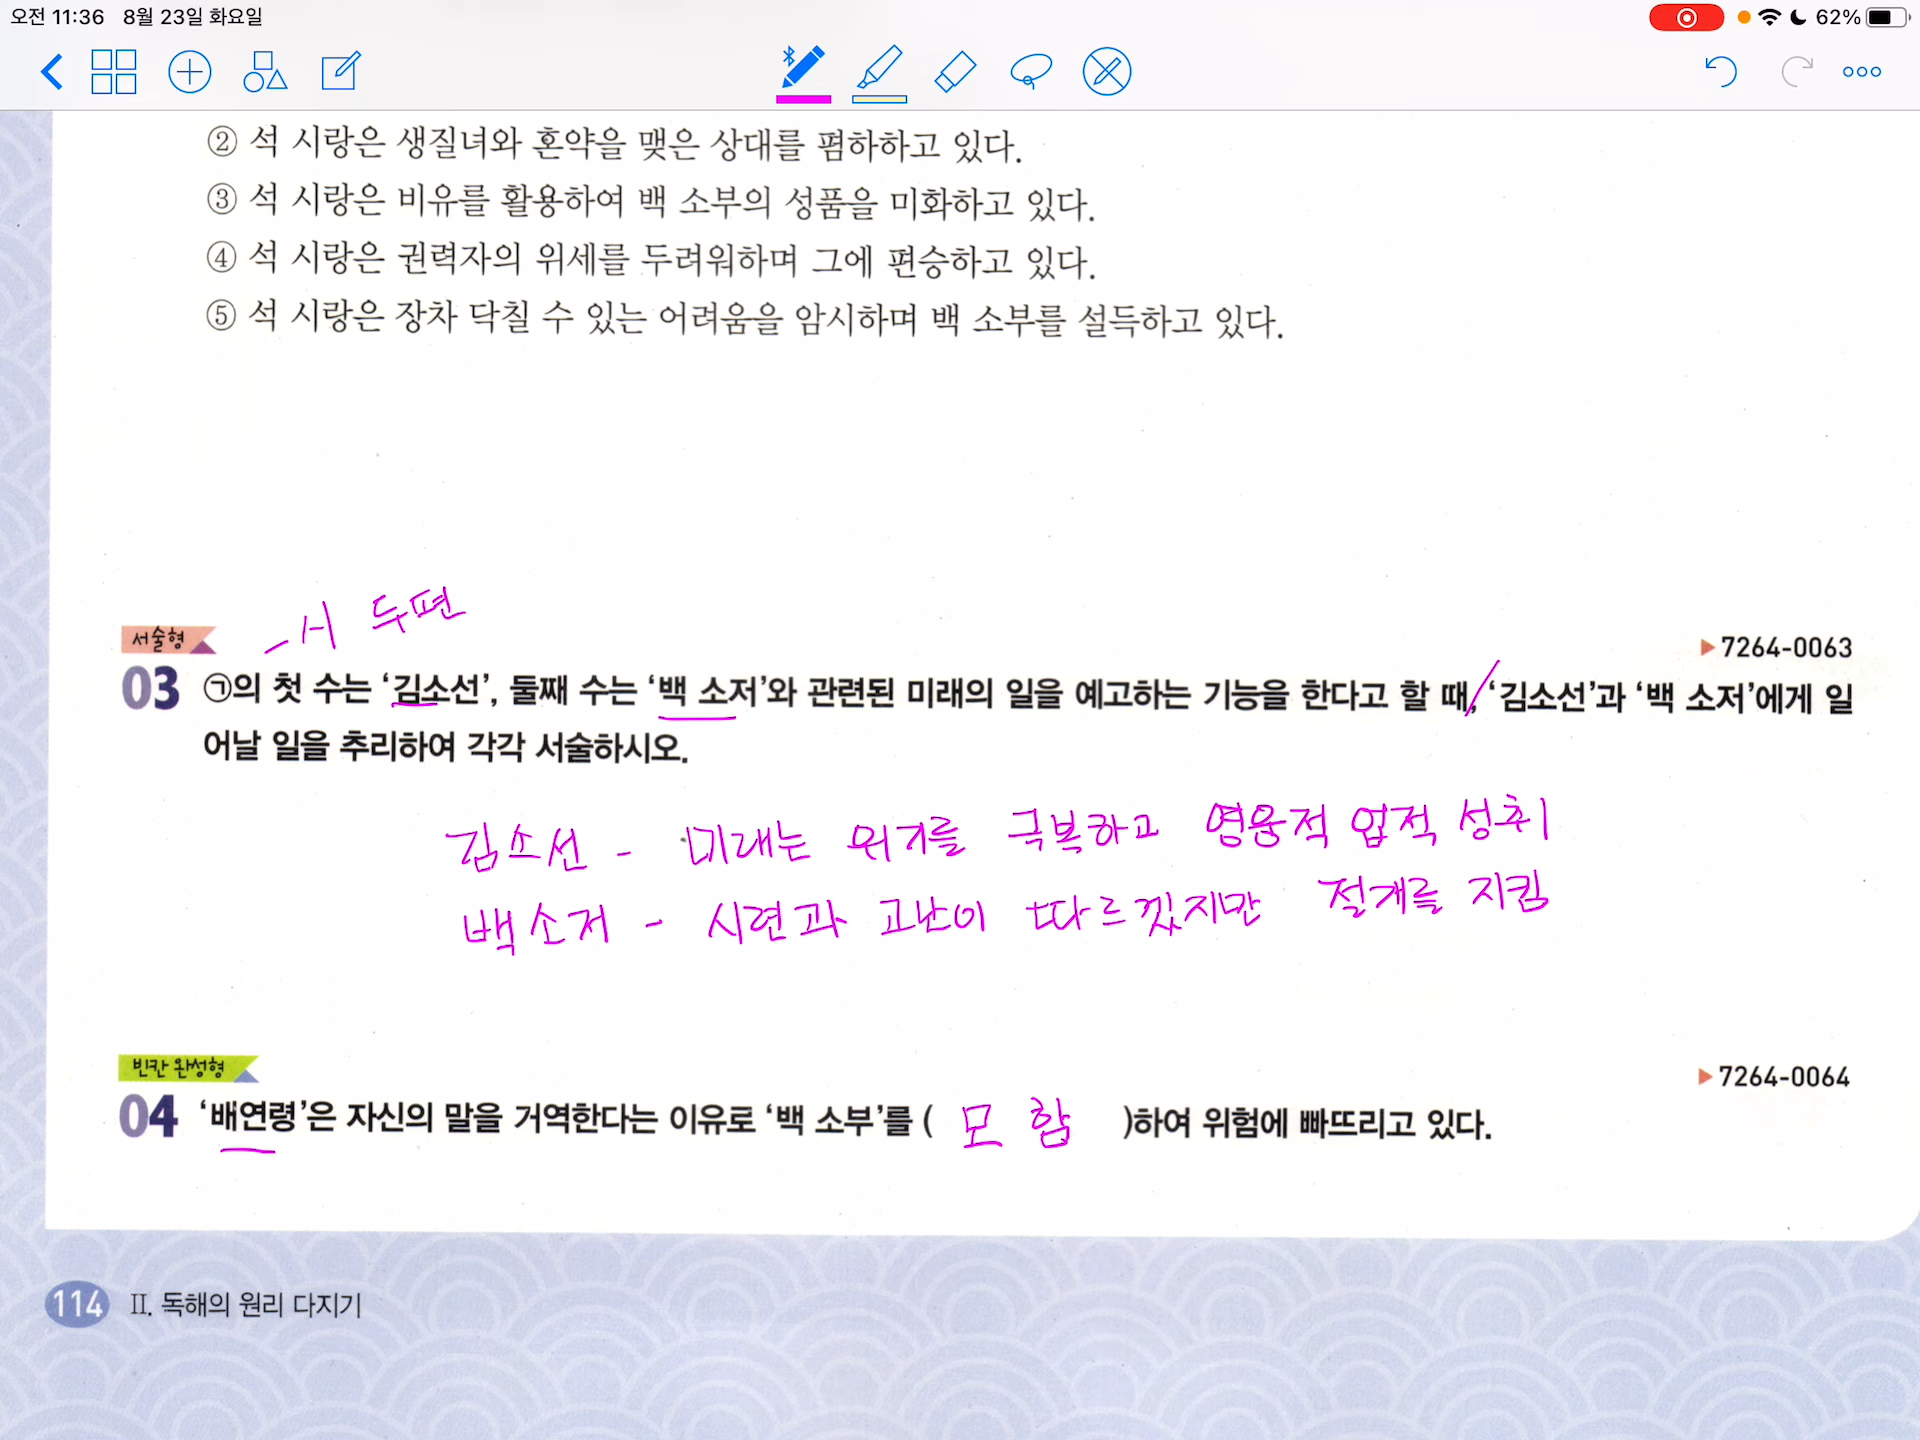 오전 11:36 8월 23일 화요일 62%
② 석 시랑은 생질녀와 혼약을 맺은 상대를 폄하하고 있다.
③ 석 시랑은 비유를 활용하여 백 소부의 성품을 미화하고 있다.
④ 석 시랑은 권력자의 위세를 두려워하며 그에 편승하고 있다.
⑤ 석 시랑은 장차 닥칠 수 있는 어려움을 암시하며 백 소부를 설득하고 있다.
시 두편
서술형 ▶7264-0063
03 ㉠의 첫 수는 ‘김소선’, 둘째 수는 ‘백 소저’와 관련된 미래의 일을 예고하는 기능을 한다고 할 때, ‘김소선’과 ‘백 소저’에게 일
어날 일을 추리하여 각각 서술하시오.
김소선 - 미래는 위기를 극복하고 영웅적 업적 성취
백소저 - 시련과 고난이 따르겠지만 절개를 지킴
빈칸 완성형 ▶7264-0064
04 ‘배연령’은 자신의 말을 거역한다는 이유로 ‘백 소부’를 ( 모함 )하여 위험에 빠뜨리고 있다.
114 Ⅱ. 독해의 원리 다지기